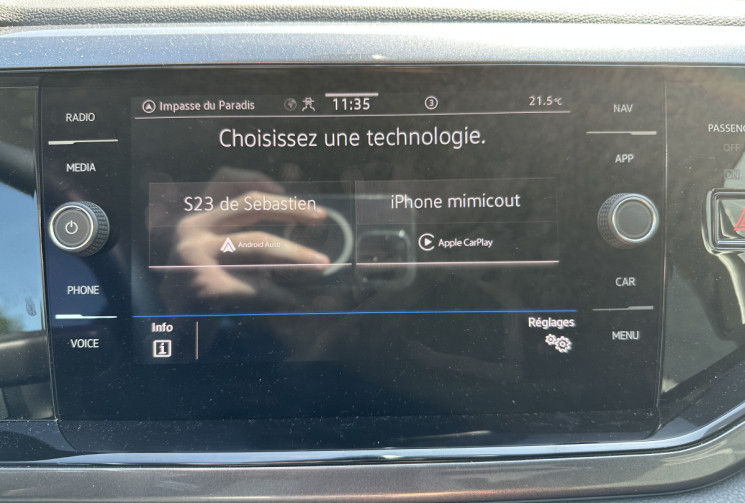 RADIO
MEDIA
PHONE
VOICE
Impasse du Paradis
11:35
3
21.5°C
Choisissez une technologie.
S23 de Sebastien
Android Auto
iPhone mimicout
Apple CarPlay
Info
i
Réglages
NAV
APP
CAR
MENU
PASSENG
OFF
ON